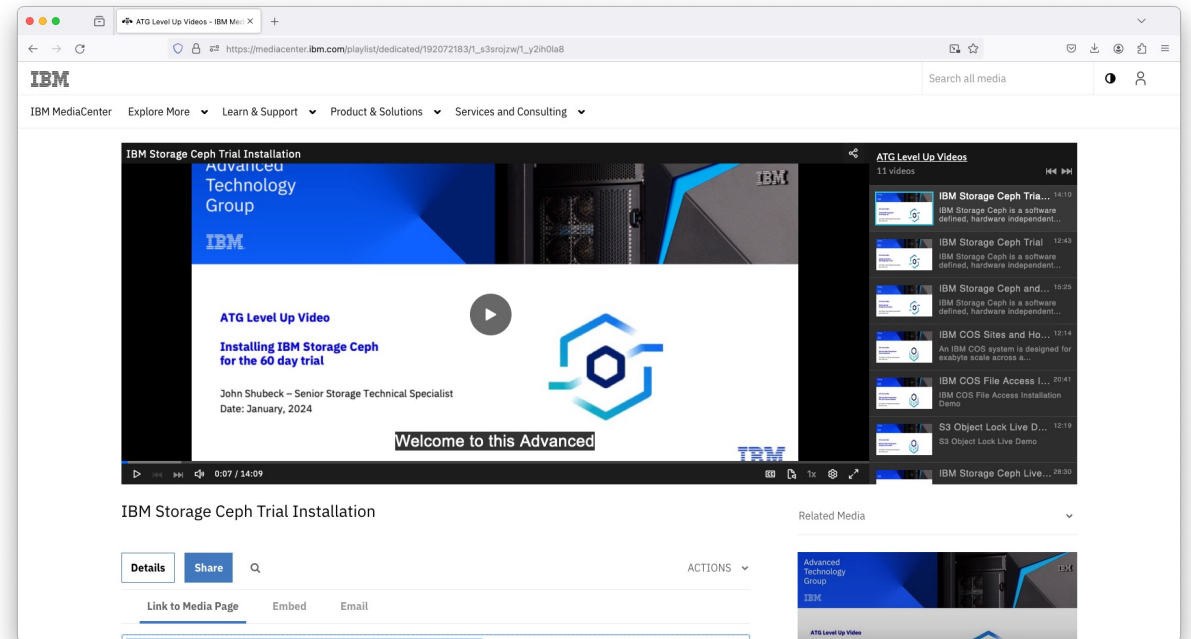 ATG Level Up Videos - IBM Med
https://mediacenter.ibm.com/playlist/dedicated/192072183/1_s3srojzw/1_y2ih0la8
IBM
Search all media
IBM MediaCenter Explore More Learn & Support Product & Solutions Services and Consulting
IBM Storage Ceph Trial Installation
Advanced
Technology
Group
IBM
IBM
ATG Level Up Video
Installing IBM Storage Ceph
for the 60 day trial
John Shubeck – Senior Storage Technical Specialist
Date: January, 2024
Welcome to this Advanced
IBM
0:07 / 14:09
CC
1x
ATG Level Up Videos
11 videos
IBM Storage Ceph Tria... 14:10
IBM Storage Ceph is a software
defined, hardware independent...
IBM Storage Ceph Trial 12:43
IBM Storage Ceph is a software
defined, hardware independent...
IBM Storage Ceph and... 15:25
IBM Storage Ceph is a software
defined, hardware independent...
IBM COS Sites and Ho... 12:14
An IBM COS system is designed for
exabyte scale across a...
IBM COS File Access I... 20:41
IBM COS File Access Installation
Demo
S3 Object Lock Live D... 12:19
S3 Object Lock Live Demo
IBM Storage Ceph Live... 28:30
IBM Storage Ceph Trial Installation
Details Share ACTIONS
Link to Media Page Embed Email
Related Media
Advanced
Technology
Group
IBM
IBM
ATG Level Up Video